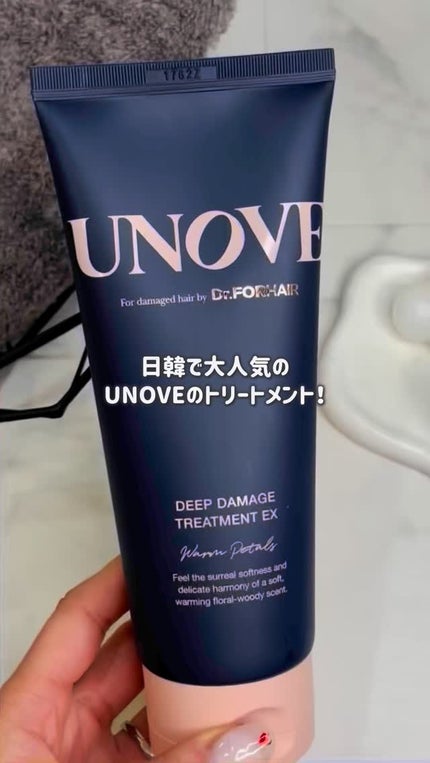 UNOVE
For damaged hair by Dr.FORHAIR
日韓で大人気の
UNOVEのトリートメント!
DEEP DAMAGE
TREATMENT EX
Warm Petals
Feel the surreal softness and
delicate harmony of a soft,
warming floral-woody scent.